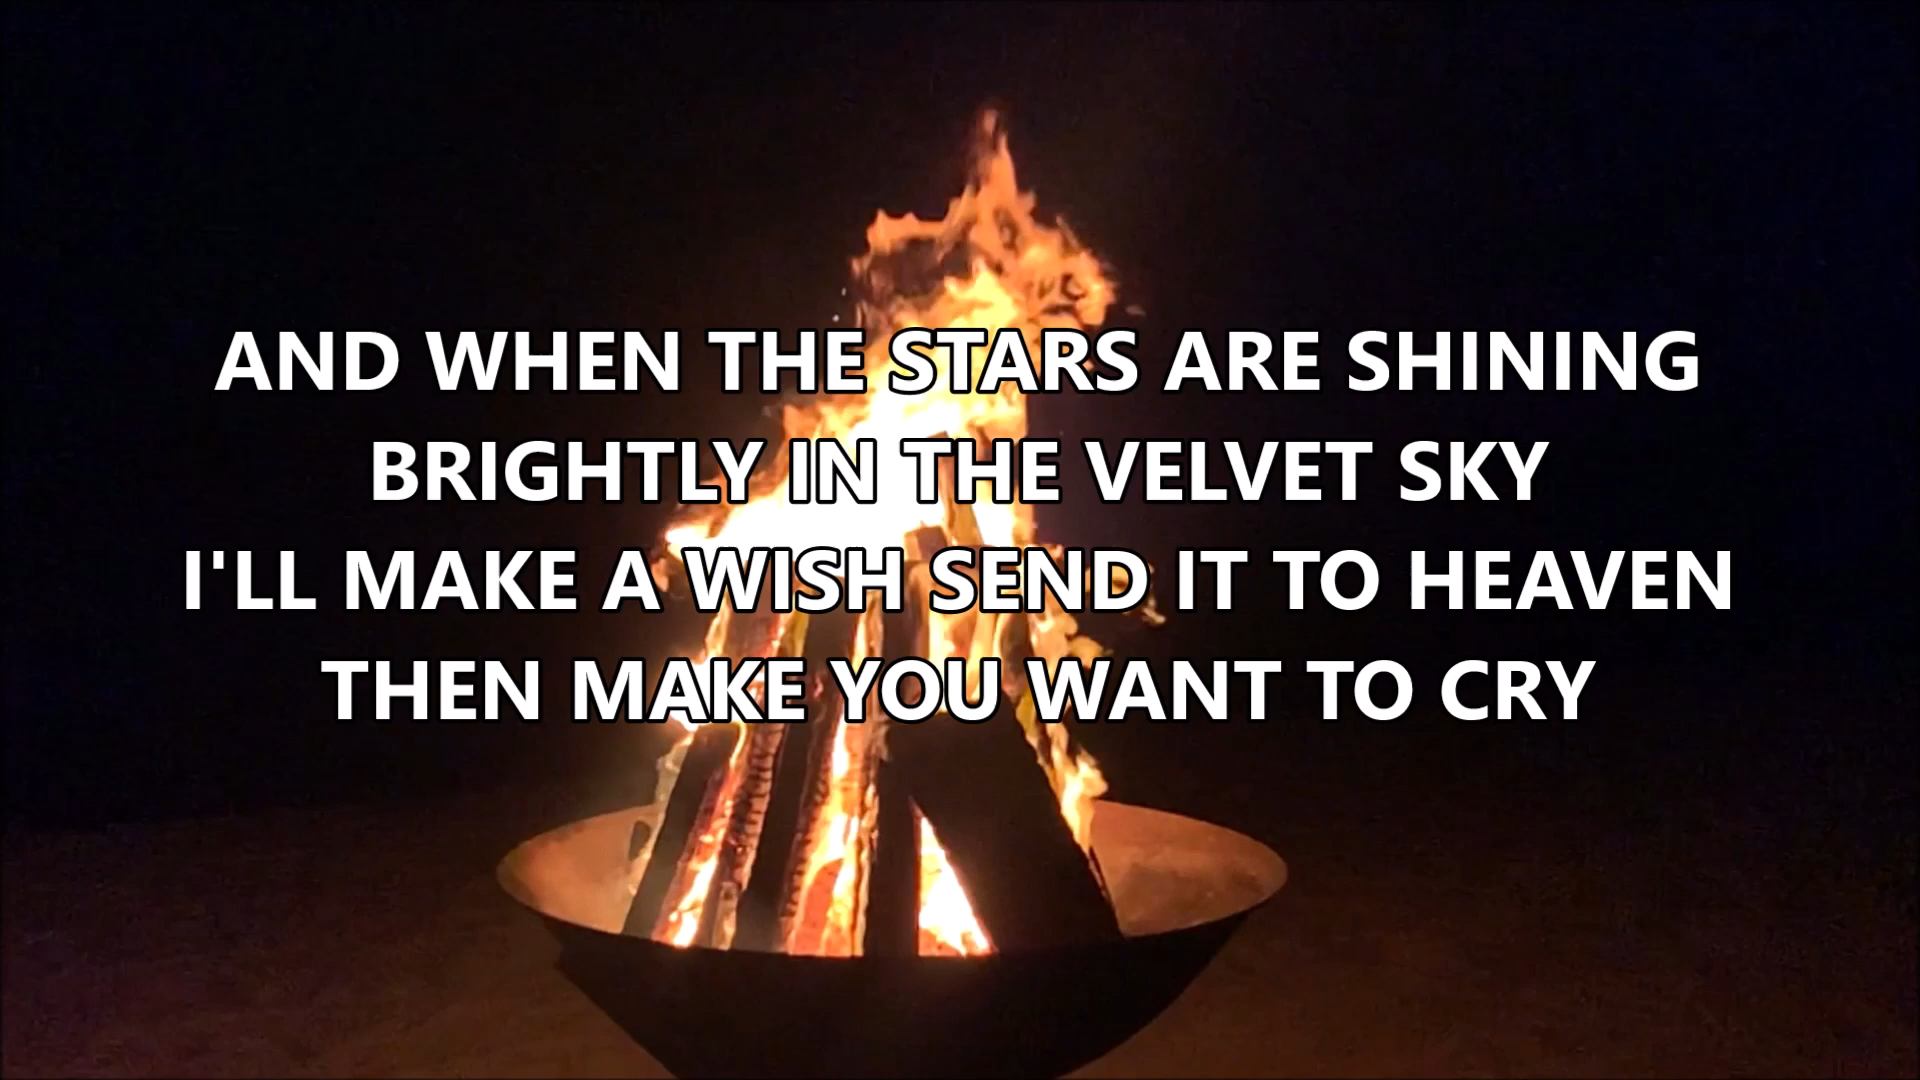 AND WHEN THE STARS ARE SHINING
BRIGHTLY IN THE VELVET SKY
I'LL MAKE A WISH SEND IT TO HEAVEN
THEN MAKE YOU WANT TO CRY